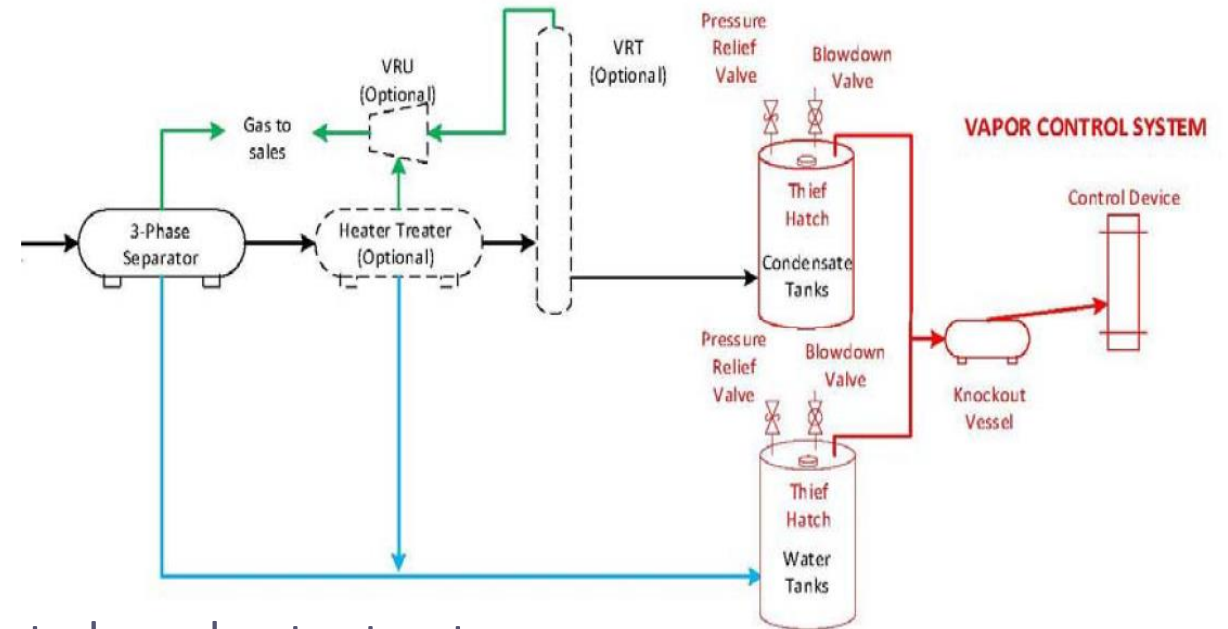 Pressure
Relief
Valve
Blowdown
Valve
VRT
(Optional)
VRU
(Optional)
Gas to
sales
VAPOR CONTROL SYSTEM
Thief
Hatch
Control Device
3-Phase
Separator
Heater Treater
(Optional)
Condensate
Tanks
Pressure
Relief
Valve
Blowdown
Valve
Knockout
Vessel
Thief
Hatch
Water
Tanks